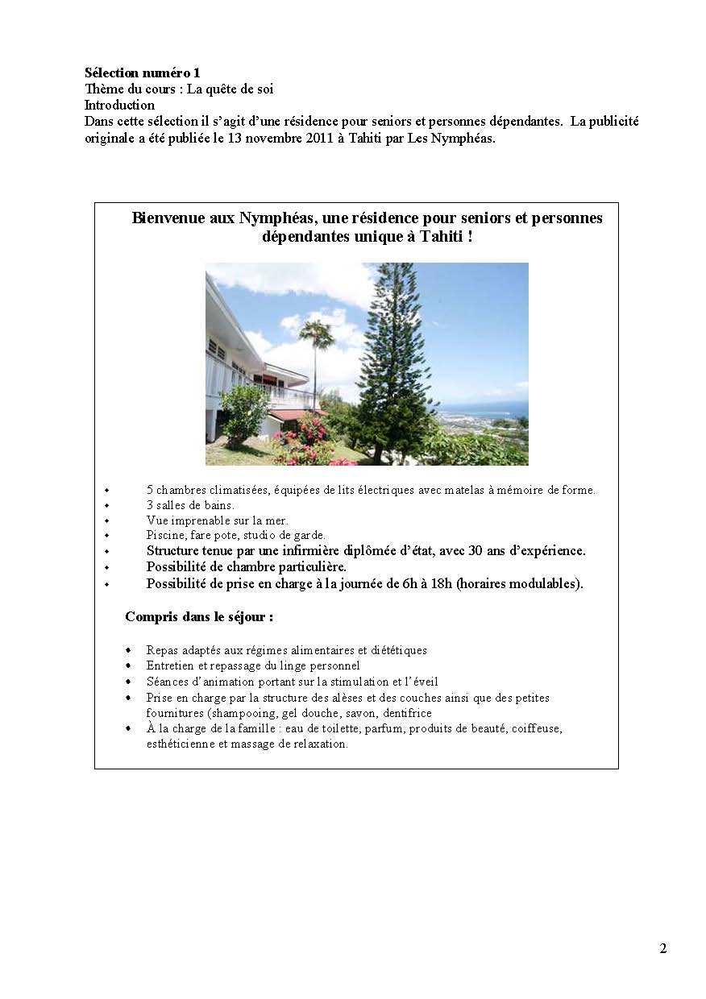 Sélection numéro 1
Thème du cours : La quête de soi
Introduction
Dans cette sélection il s’agit d’une résidence pour seniors et personnes dépendantes.  La publicité
originale a été publiée le 13 novembre 2011 à Tahiti par Les Nymphéas.
Bienvenue aux Nymphéas, une résidence pour seniors et personnes
dépendantes unique à Tahiti !
• 5 chambres climatisées, équipées de lits électriques avec matelas à mémoire de forme.
• 3 salles de bains.
• Vue imprenable sur la mer.
• Piscine, fare pote, studio de garde.
• Structure tenue par une infirmière diplômée d’état, avec 30 ans d’expérience.
• Possibilité de chambre particulière.
• Possibilité de prise en charge à la journée de 6h à 18h (horaires modulables).
Compris dans le séjour :
• Repas adaptés aux régimes alimentaires et diététiques
• Entretien et repassage du linge personnel
• Séances d’animation portant sur la stimulation et l’éveil
• Prise en charge par la structure des alèses et des couches ainsi que des petites
fournitures (shampooing, gel douche, savon, dentifrice
• À la charge de la famille : eau de toilette, parfum, produits de beauté, coiffeuse,
esthéticienne et massage de relaxation.
2